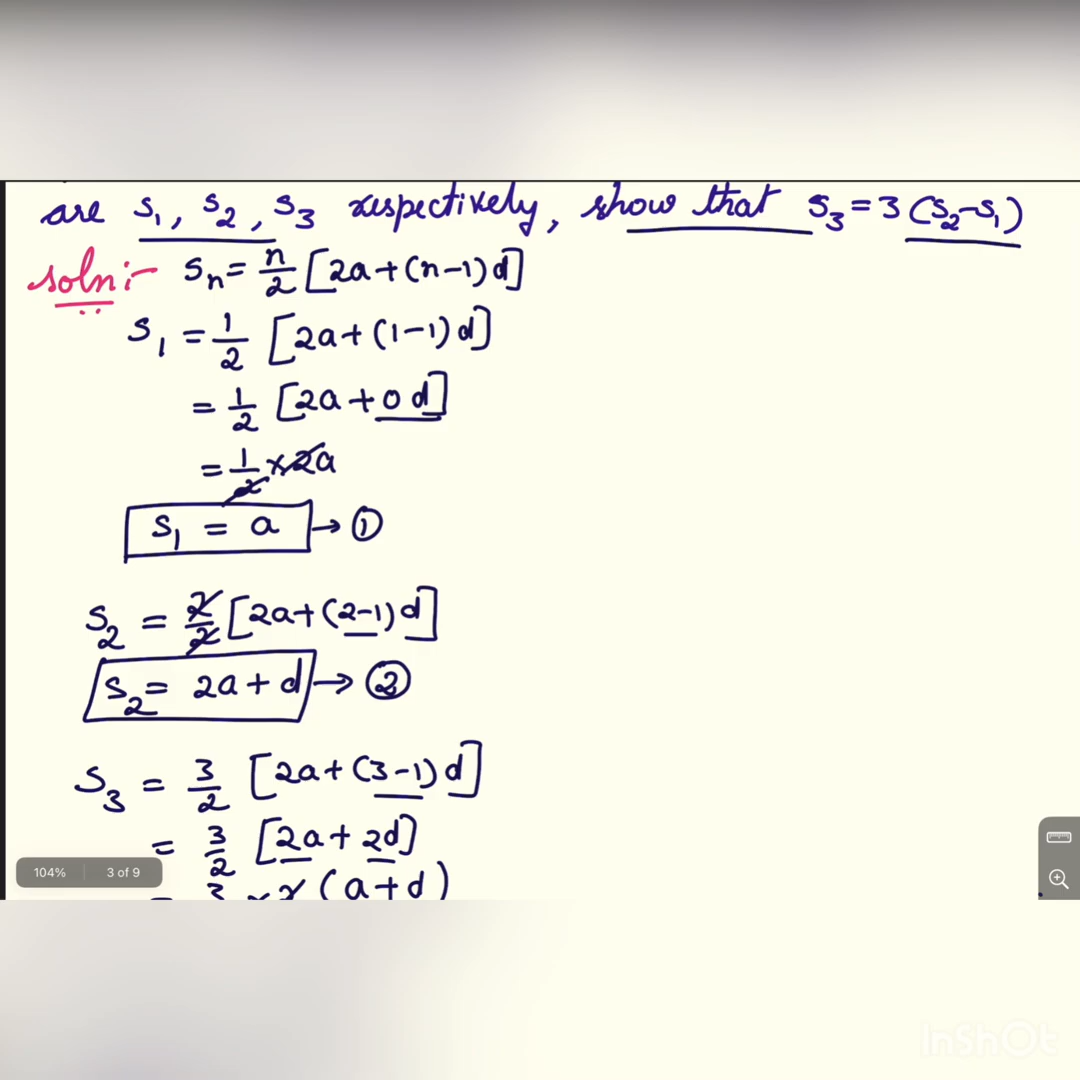 are s₁, s₂, s₃ respectively, show that s₃ = 3 (s₂-s₁)
soln:- sₙ = n/2 [2a+(n-1)d]
s₁ = 1/2 [2a+(1-1)d]
= 1/2 [2a+0d]
= 1/2 × 2a
s₁ = a → ①
s₂ = 2/2 [2a+(2-1)d]
s₂ = 2a+d → ②
s₃ = 3/2 [2a+(3-1)d]
= 3/2 [2a+2d]
104% 3 of 9
= 3 × 2 (a+d)
InShOt